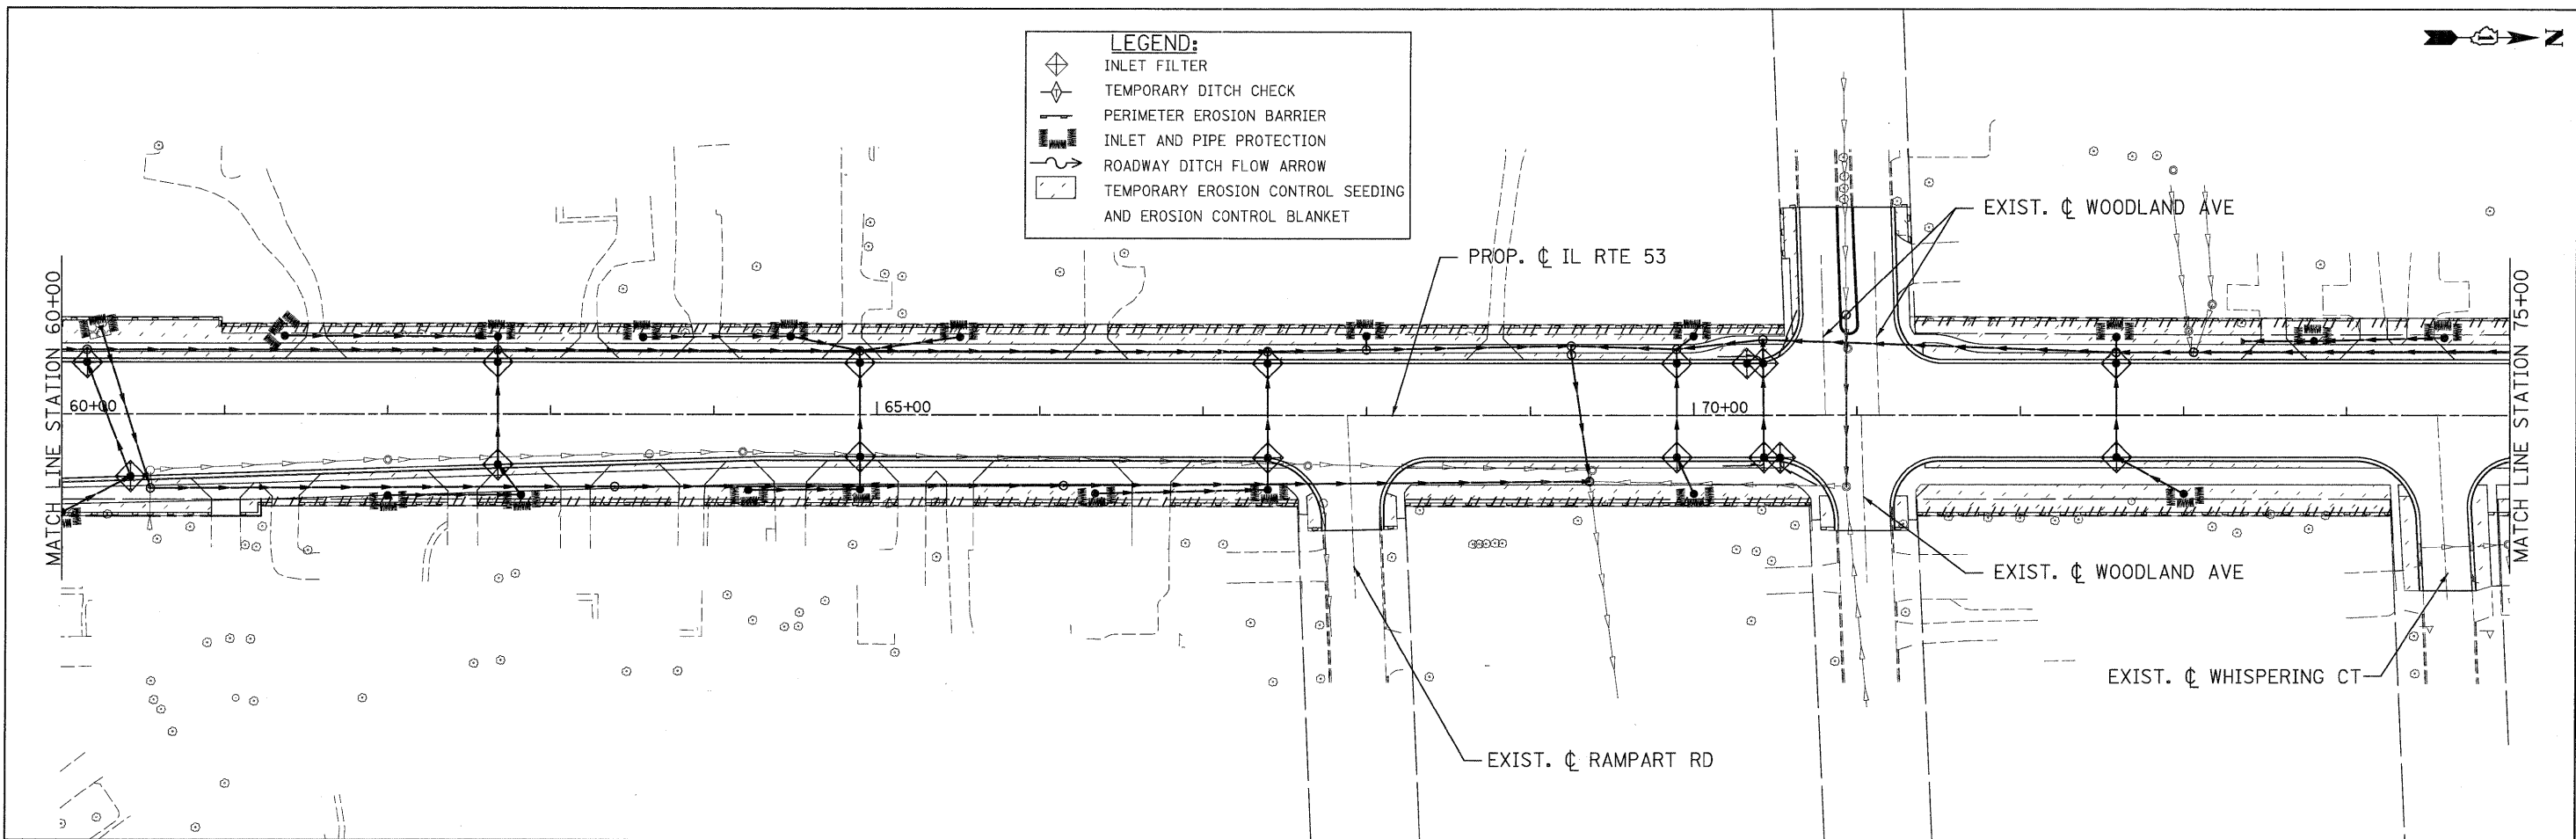 LEGEND:
INLET FILTER
TEMPORARY DITCH CHECK
PERIMETER EROSION BARRIER
INLET AND PIPE PROTECTION
ROADWAY DITCH FLOW ARROW
TEMPORARY EROSION CONTROL SEEDING
AND EROSION CONTROL BLANKET
N
EXIST. ℄ WOODLAND AVE
PROP. ℄ IL RTE 53
MATCH LINE STATION 60+00
60+00
65+00
70+00
MATCH LINE STATION 75+00
EXIST. ℄ WOODLAND AVE
EXIST. ℄ WHISPERING CT
EXIST. ℄ RAMPART RD